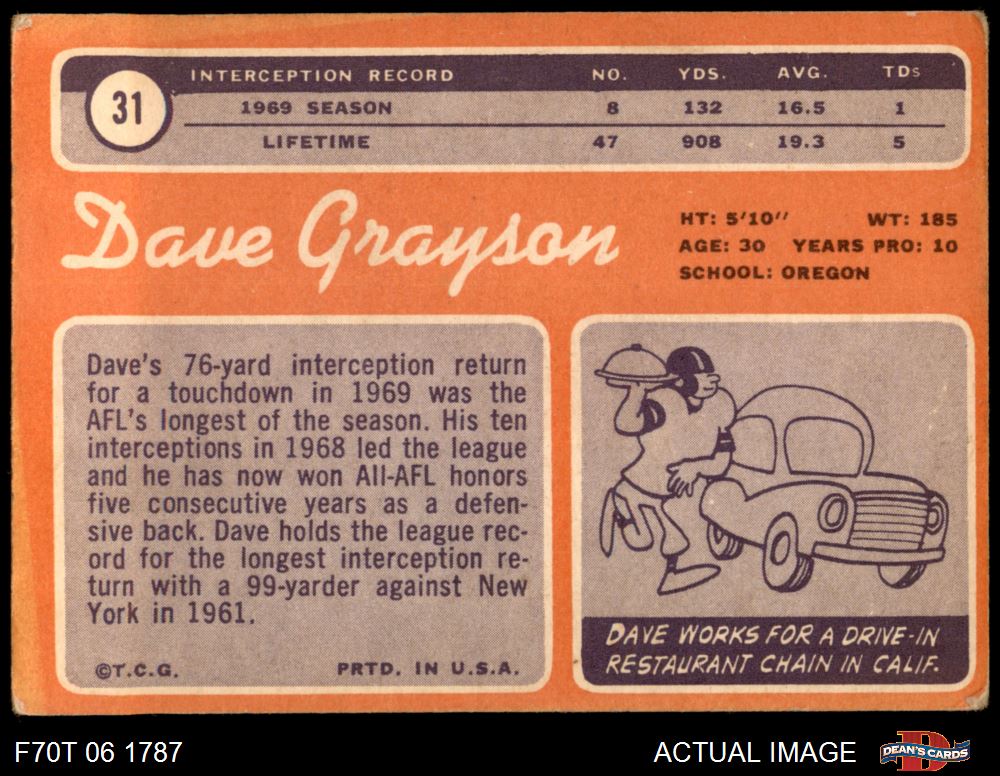 31
INTERCEPTION RECORD NO. YDS. AVG. TDs
1969 SEASON 8 132 16.5 1
LIFETIME 47 908 19.3 5
Dave Grayson
HT: 5'10" WT: 185
AGE: 30 YEARS PRO: 10
SCHOOL: OREGON
Dave's 76-yard interception return
for a touchdown in 1969 was the
AFL's longest of the season. His ten
interceptions in 1968 led the league
and he has now won All-AFL honors
five consecutive years as a defen-
sive back. Dave holds the league rec-
ord for the longest interception re-
turn with a 99-yarder against New
York in 1961.
©T.C.G. PRTD. IN U.S.A.
DAVE WORKS FOR A DRIVE-IN
RESTAURANT CHAIN IN CALIF.
F70T 06 1787 ACTUAL IMAGE DEAN'S CARDS